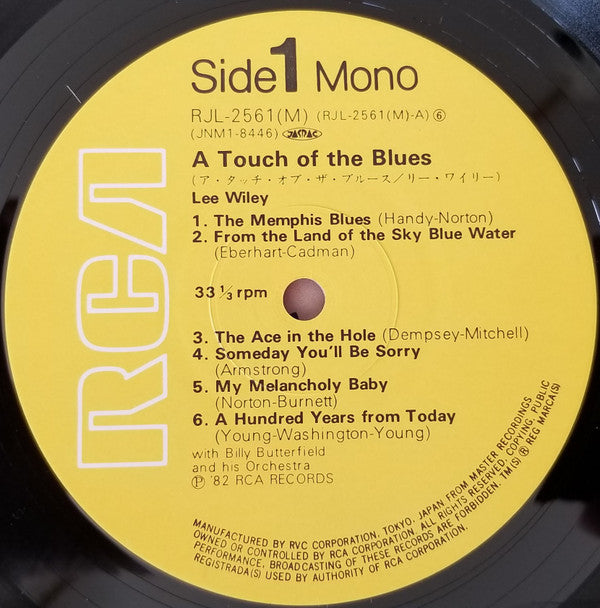 Side 1 Mono
RJL-2561(M) (RJL-2561(M)-A)⑥
(JNM1-8446) JASRAC
A Touch of the Blues
(ア・タッチ・オブ・ザ・ブルース/リー・ワイリー)
Lee Wiley
1. The Memphis Blues (Handy-Norton)
2. From the Land of the Sky Blue Water
(Eberhart-Cadman)
33 ⅓ rpm
3. The Ace in the Hole (Dempsey-Mitchell)
4. Someday You'll Be Sorry
(Armstrong)
5. My Melancholy Baby
(Norton-Burnett)
6. A Hundred Years from Today
(Young-Washington-Young)
with Billy Butterfield
and his Orchestra
Ⓟ '82 RCA RECORDS
RCA
MANUFACTURED BY RVC CORPORATION, TOKYO, JAPAN FROM MASTER RECORDINGS
OWNED OR CONTROLLED BY RCA CORPORATION. ALL RIGHTS RESERVED, COPYING, PUBLIC
PERFORMANCE, BROADCASTING OF THESE RECORDS ARE FORBIDDEN. TM(S) ® REG MARCA(S)
REGISTRADA(S) USED BY AUTHORITY OF RCA CORPORATION.